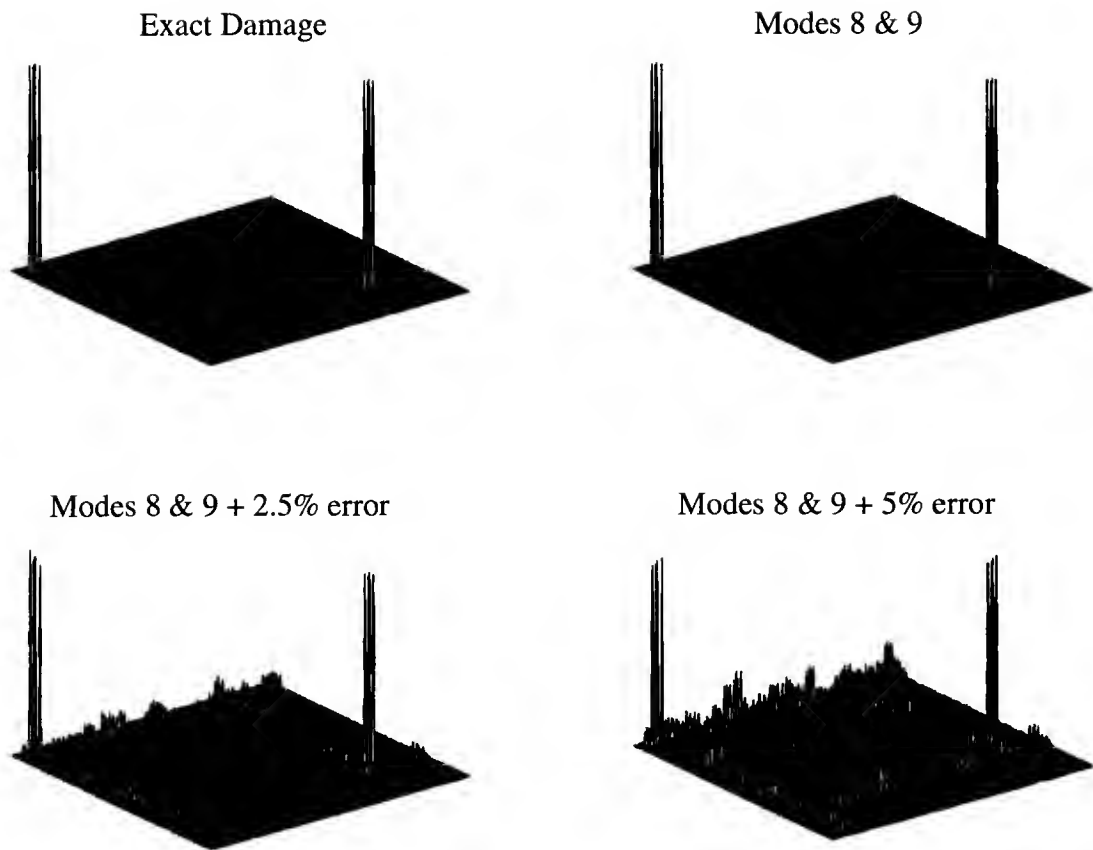 Exact Damage
Modes 8 & 9
Modes 8 & 9 + 2.5% error
Modes 8 & 9 + 5% error